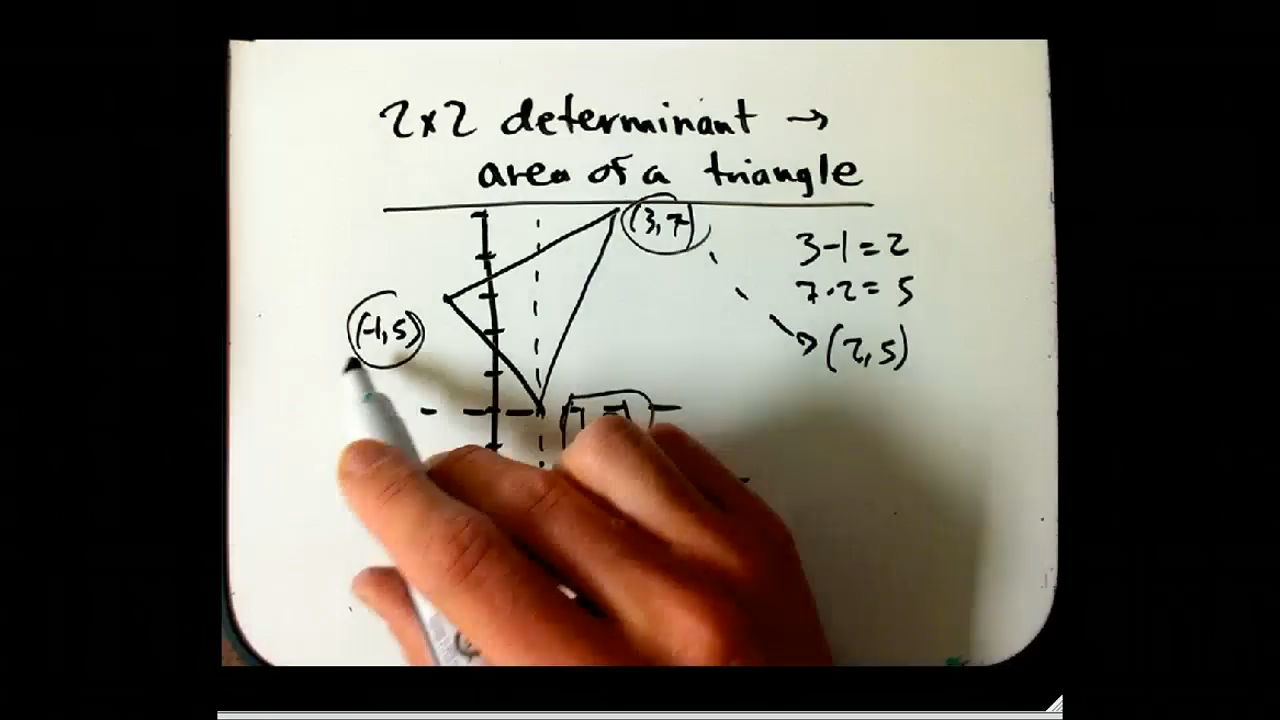 2x2 determinant →
area of a triangle
(3,7)
3-1=2
7-2=5
(-1,5)
→ (2,5)